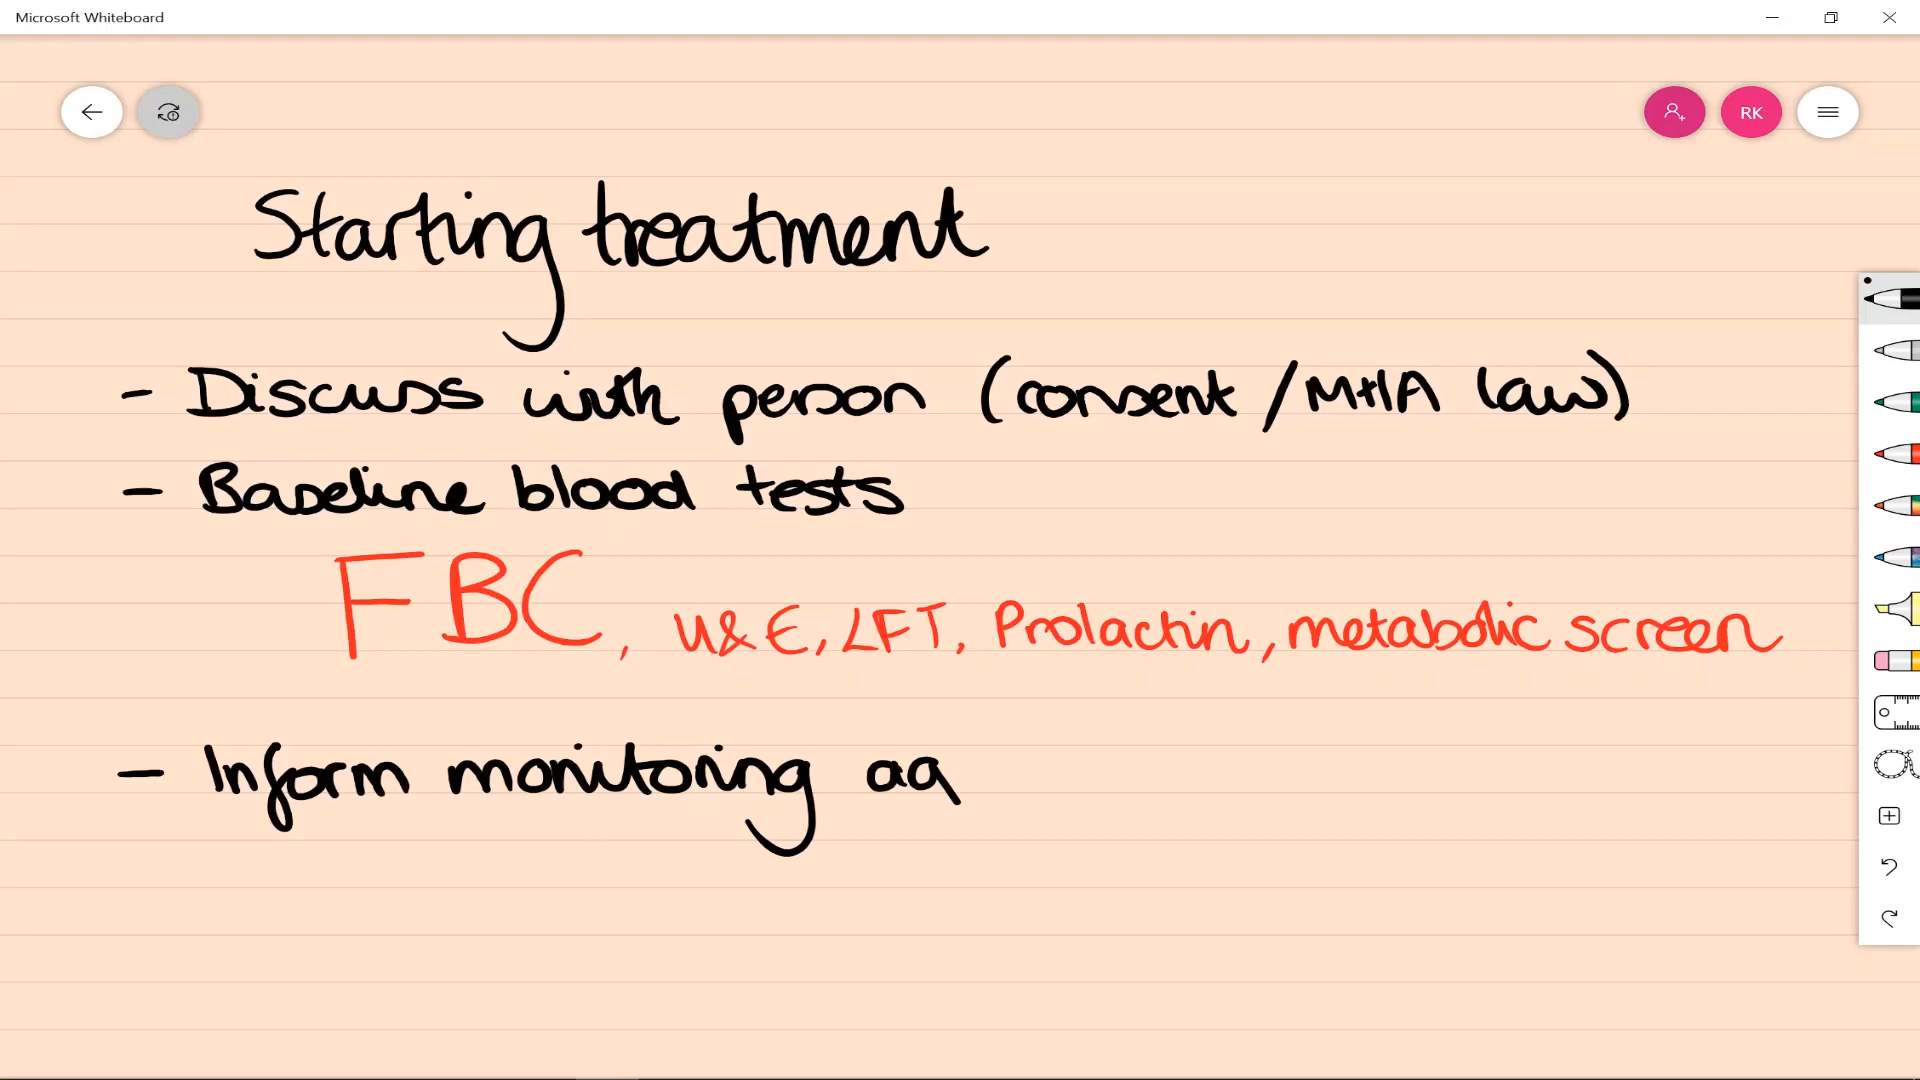 Microsoft Whiteboard
RK
Starting treatment
- Discuss with person (consent / MHA law)
- Baseline blood tests
FBC, U&E, LFT, Prolactin, metabolic screen
- Inform monitoring ag